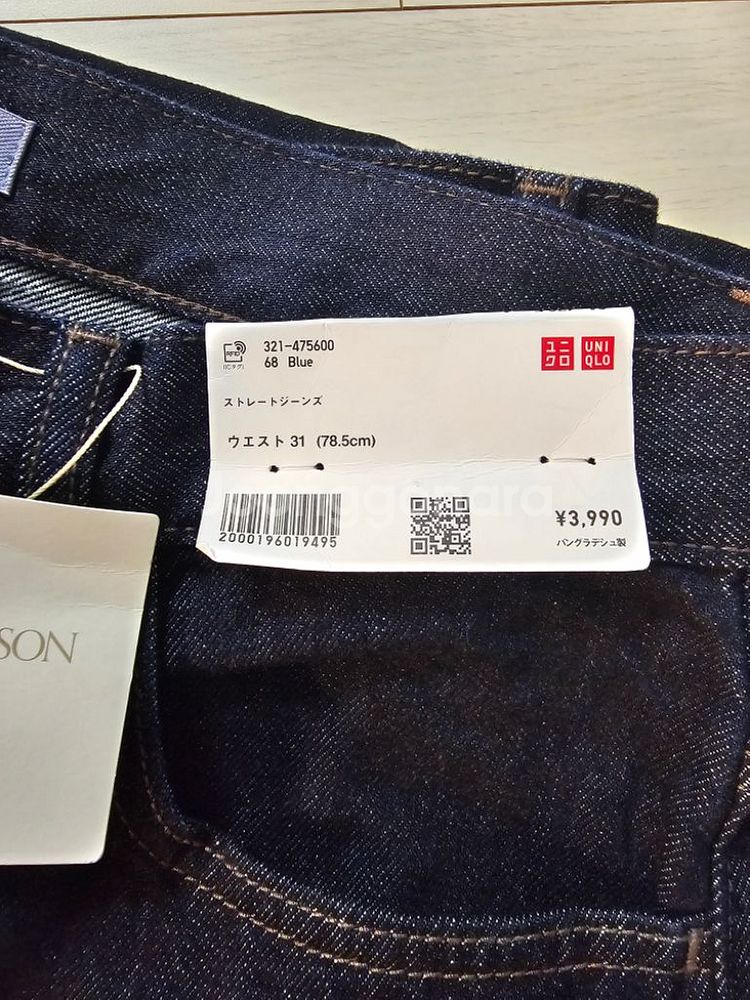 321-475600
68 Blue
RFID
(ICタグ)
ユニ
クロ
UNI
QLO
ストレートジーンズ
ウエスト 31 (78.5cm)
2000196019495
¥3,990
バングラデシュ製
SON